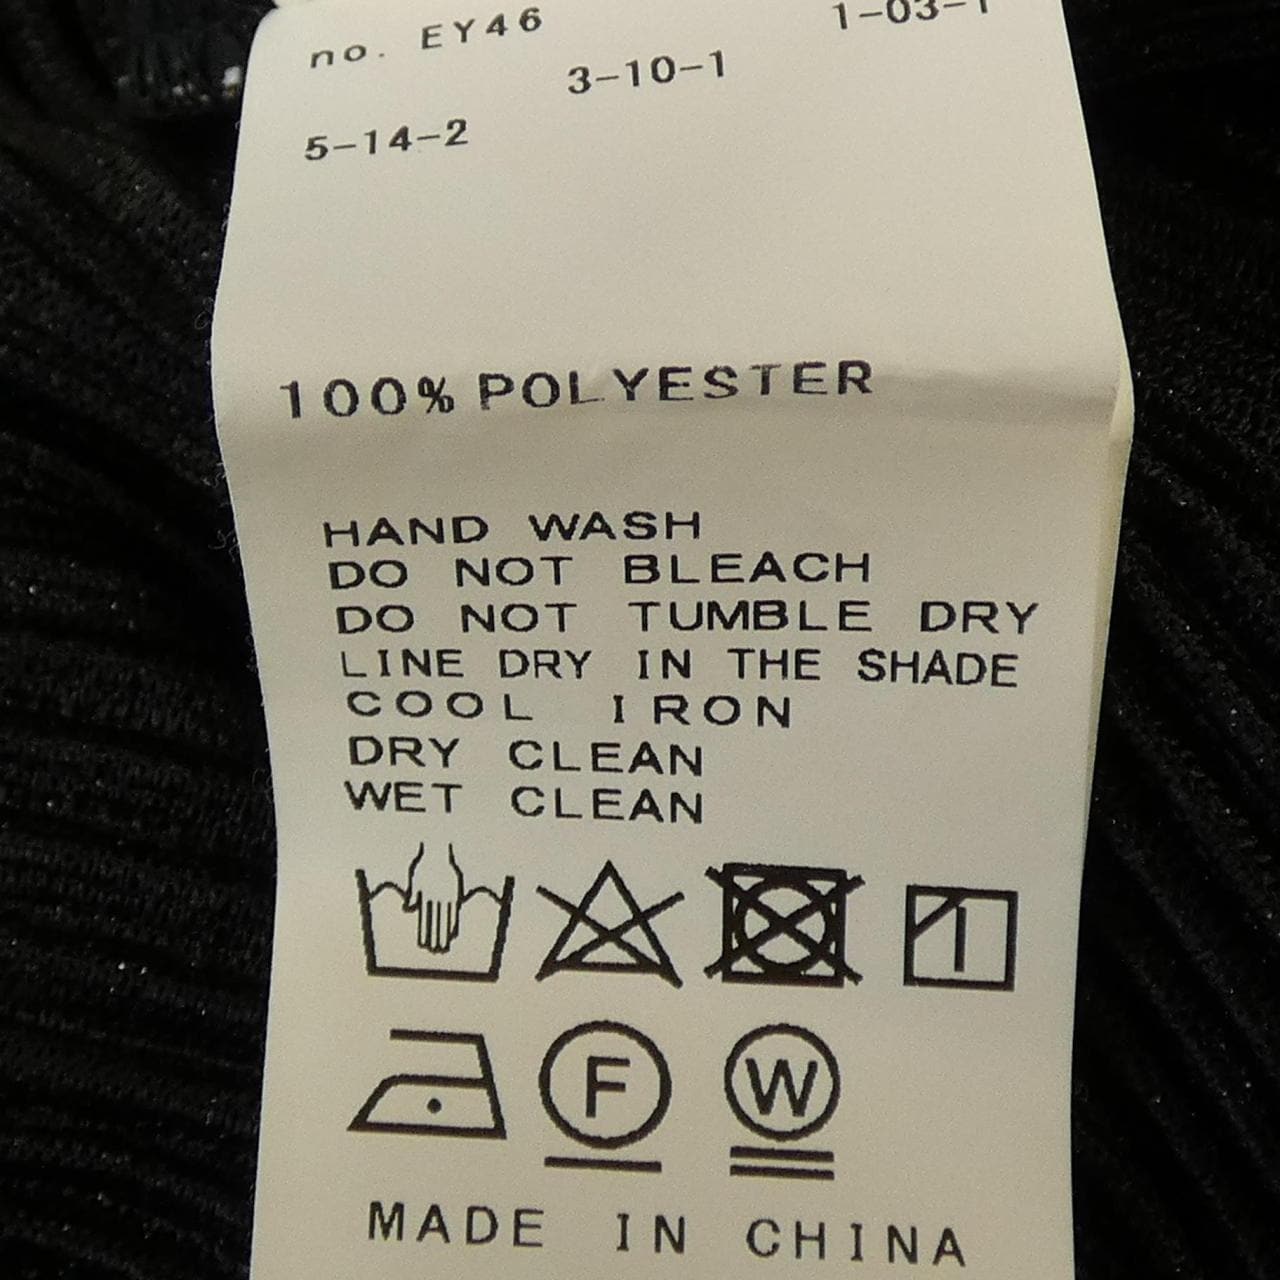 no. EY46
1-03-1
3-10-1
5-14-2
100% POLYESTER
HAND WASH
DO NOT BLEACH
DO NOT TUMBLE DRY
LINE DRY IN THE SHADE
COOL IRON
DRY CLEAN
WET CLEAN
F
W
MADE IN CHINA